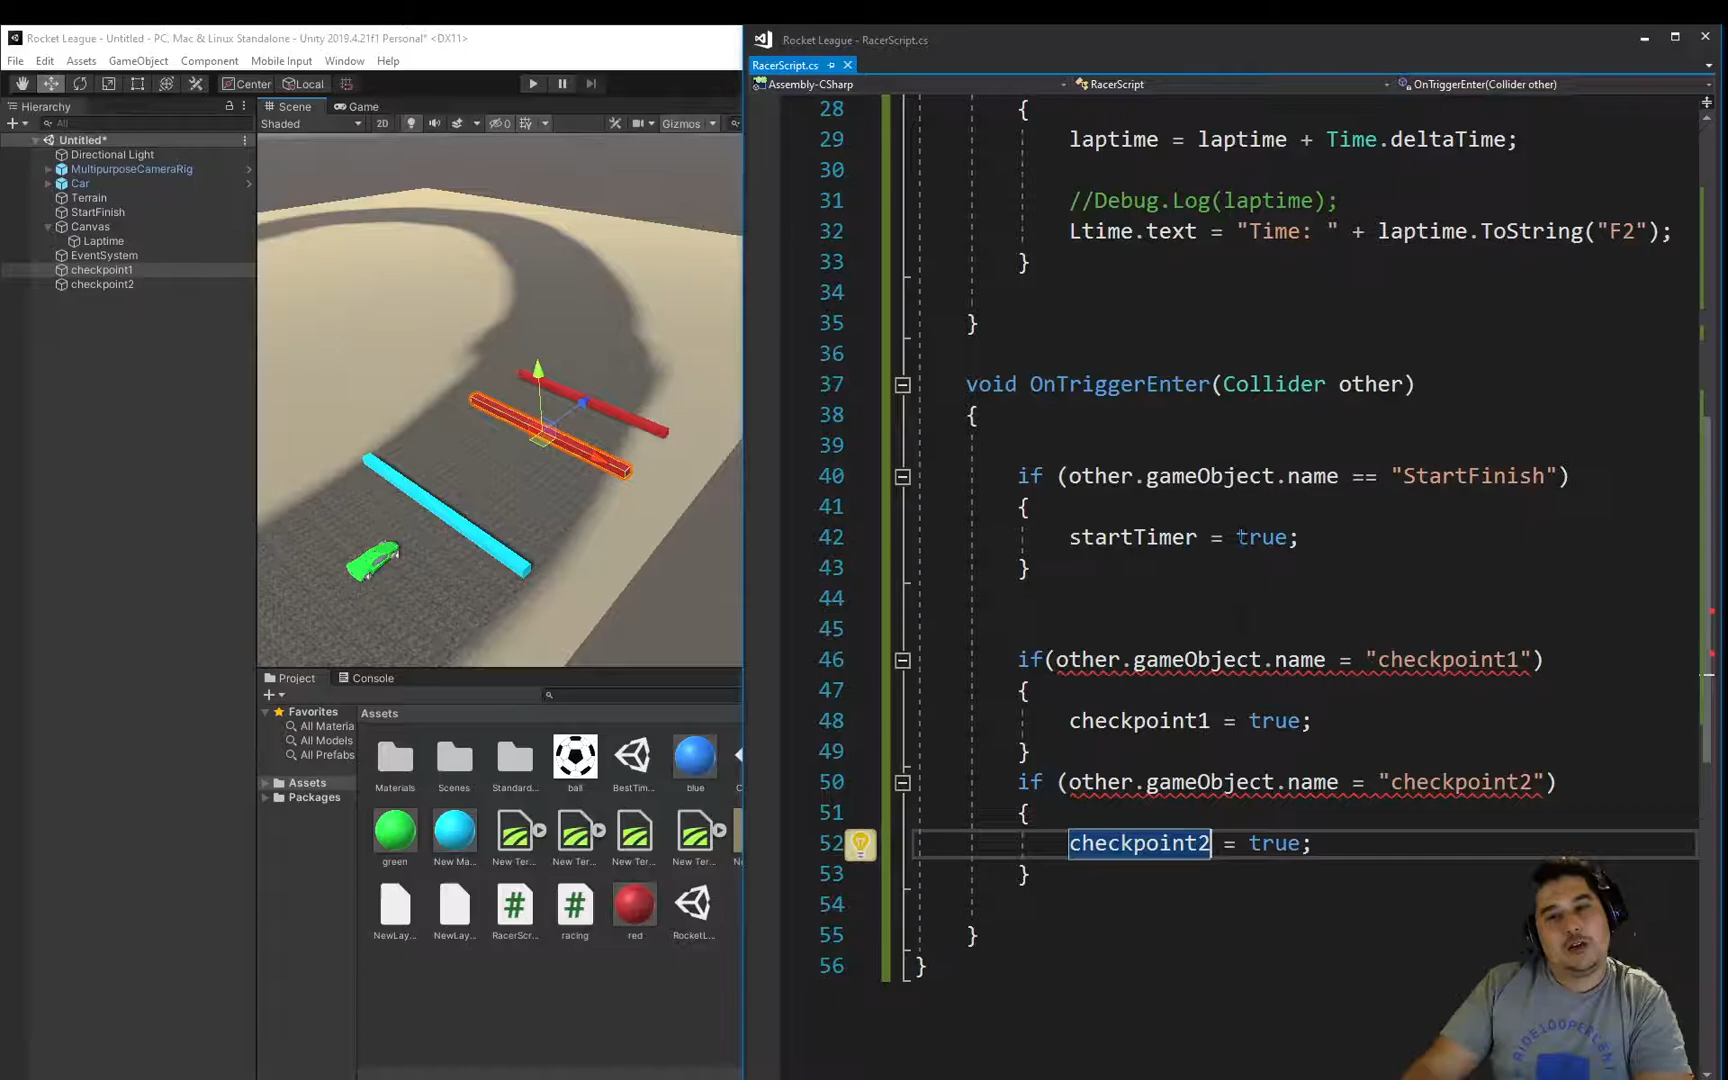 Rocket League - Untitled - PC, Mac & Linux Standalone - Unity 2019.4.21f1 Personal* <DX11>
File Edit Assets GameObject Component Mobile Input Window Help
Center Local
Hierarchy
All
Untitled*
Directional Light
MultipurposeCameraRig
Car
Terrain
StartFinish
Canvas
Laptime
EventSystem
checkpoint1
checkpoint2
Scene Game
Shaded 2D 0 Gizmos
Project Console
Favorites
All Materia
All Models
All Prefabs
Assets
Packages
Assets
Materials Scenes Standard... ball BestTim... blue
green New Ma... New Ter... New Ter... New Ter... New Terr...
NewLay... NewLay... RacerScr... racing red RocketL...
Rocket League - RacerScript.cs
RacerScript.cs
Assembly-CSharp RacerScript OnTriggerEnter(Collider other)
28 {
29 laptime = laptime + Time.deltaTime;
30
31 //Debug.Log(laptime);
32 Ltime.text = "Time: " + laptime.ToString("F2");
33 }
34
35 }
36
37 void OnTriggerEnter(Collider other)
38 {
39
40 if (other.gameObject.name == "StartFinish")
41 {
42 startTimer = true;
43 }
44
45
46 if(other.gameObject.name = "checkpoint1")
47 {
48 checkpoint1 = true;
49 }
50 if (other.gameObject.name = "checkpoint2")
51 {
52 checkpoint2 = true;
53 }
54
55 }
56 }